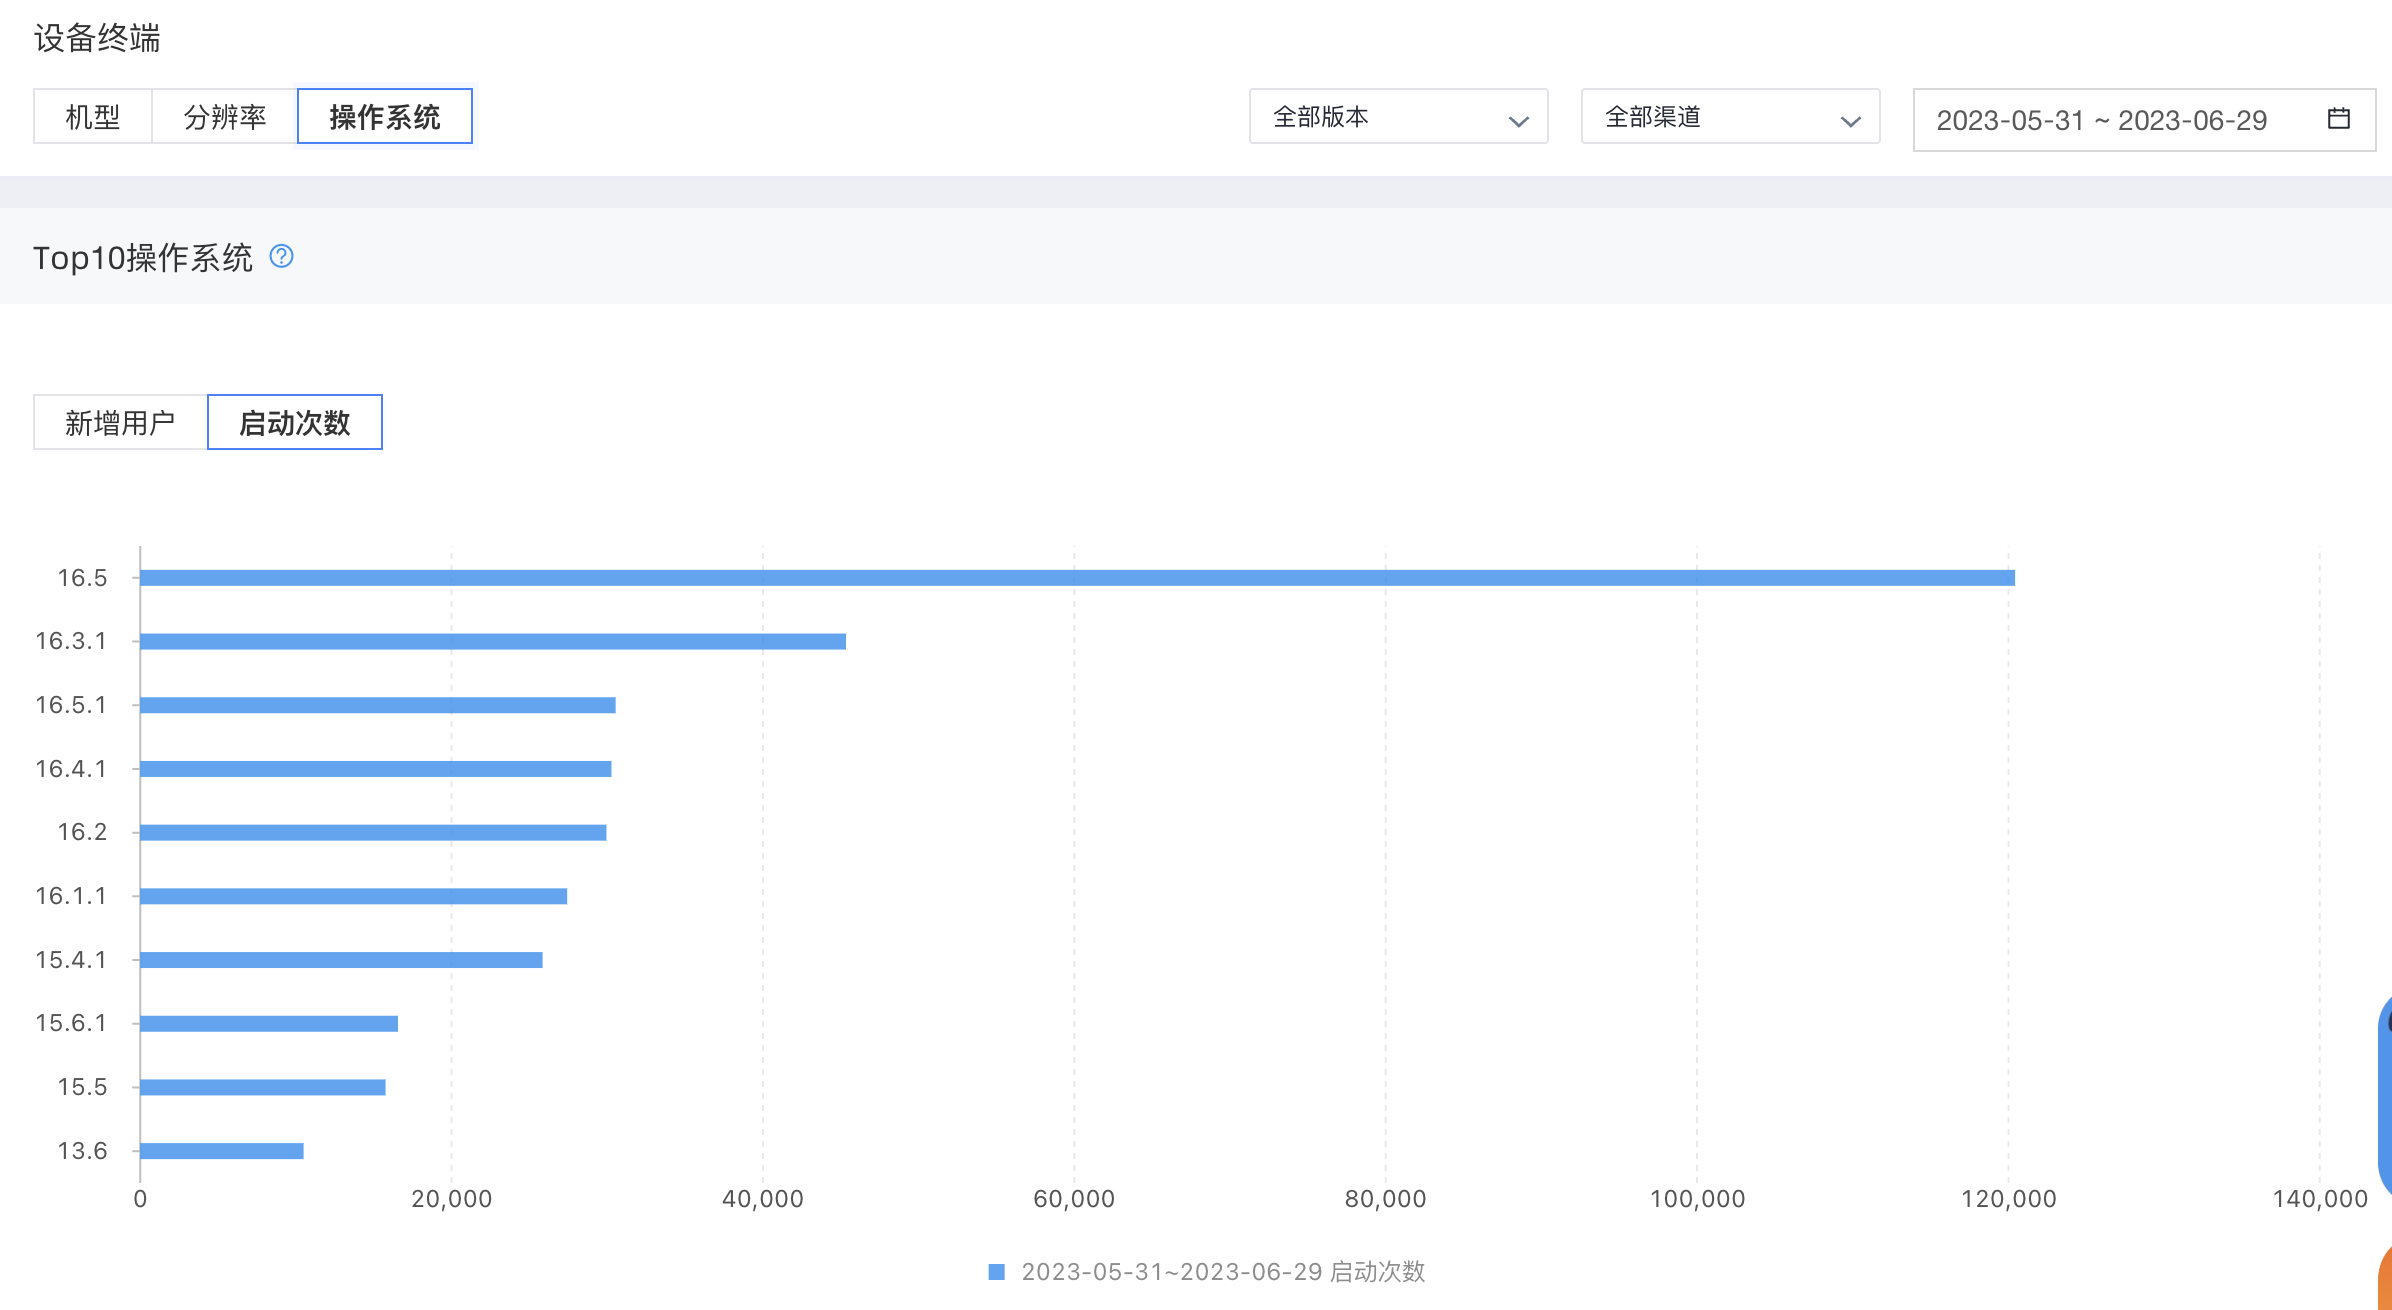 设备终端
机型 分辨率 操作系统 全部版本 全部渠道 2023-05-31 ~ 2023-06-29
Top10操作系统
新增用户 启动次数
16.5
16.3.1
16.5.1
16.4.1
16.2
16.1.1
15.4.1
15.6.1
15.5
13.6
0 20,000 40,000 60,000 80,000 100,000 120,000 140,000
2023-05-31~2023-06-29 启动次数